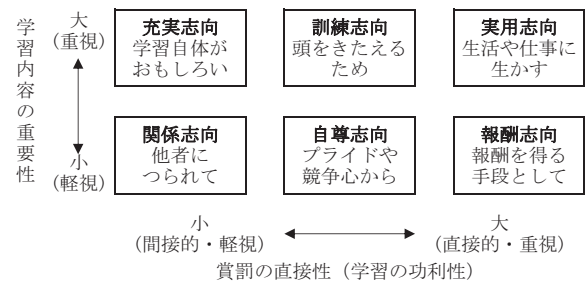 学習内容の重要性
大
(重視)
小
(軽視)
充実志向
学習自体が
おもしろい
訓練志向
頭をきたえる
ため
実用志向
生活や仕事に
生かす
関係志向
他者に
つられて
自尊志向
プライドや
競争心から
報酬志向
報酬を得る
手段として
小
(間接的・軽視)
大
(直接的・重視)
賞罰の直接性(学習の功利性)